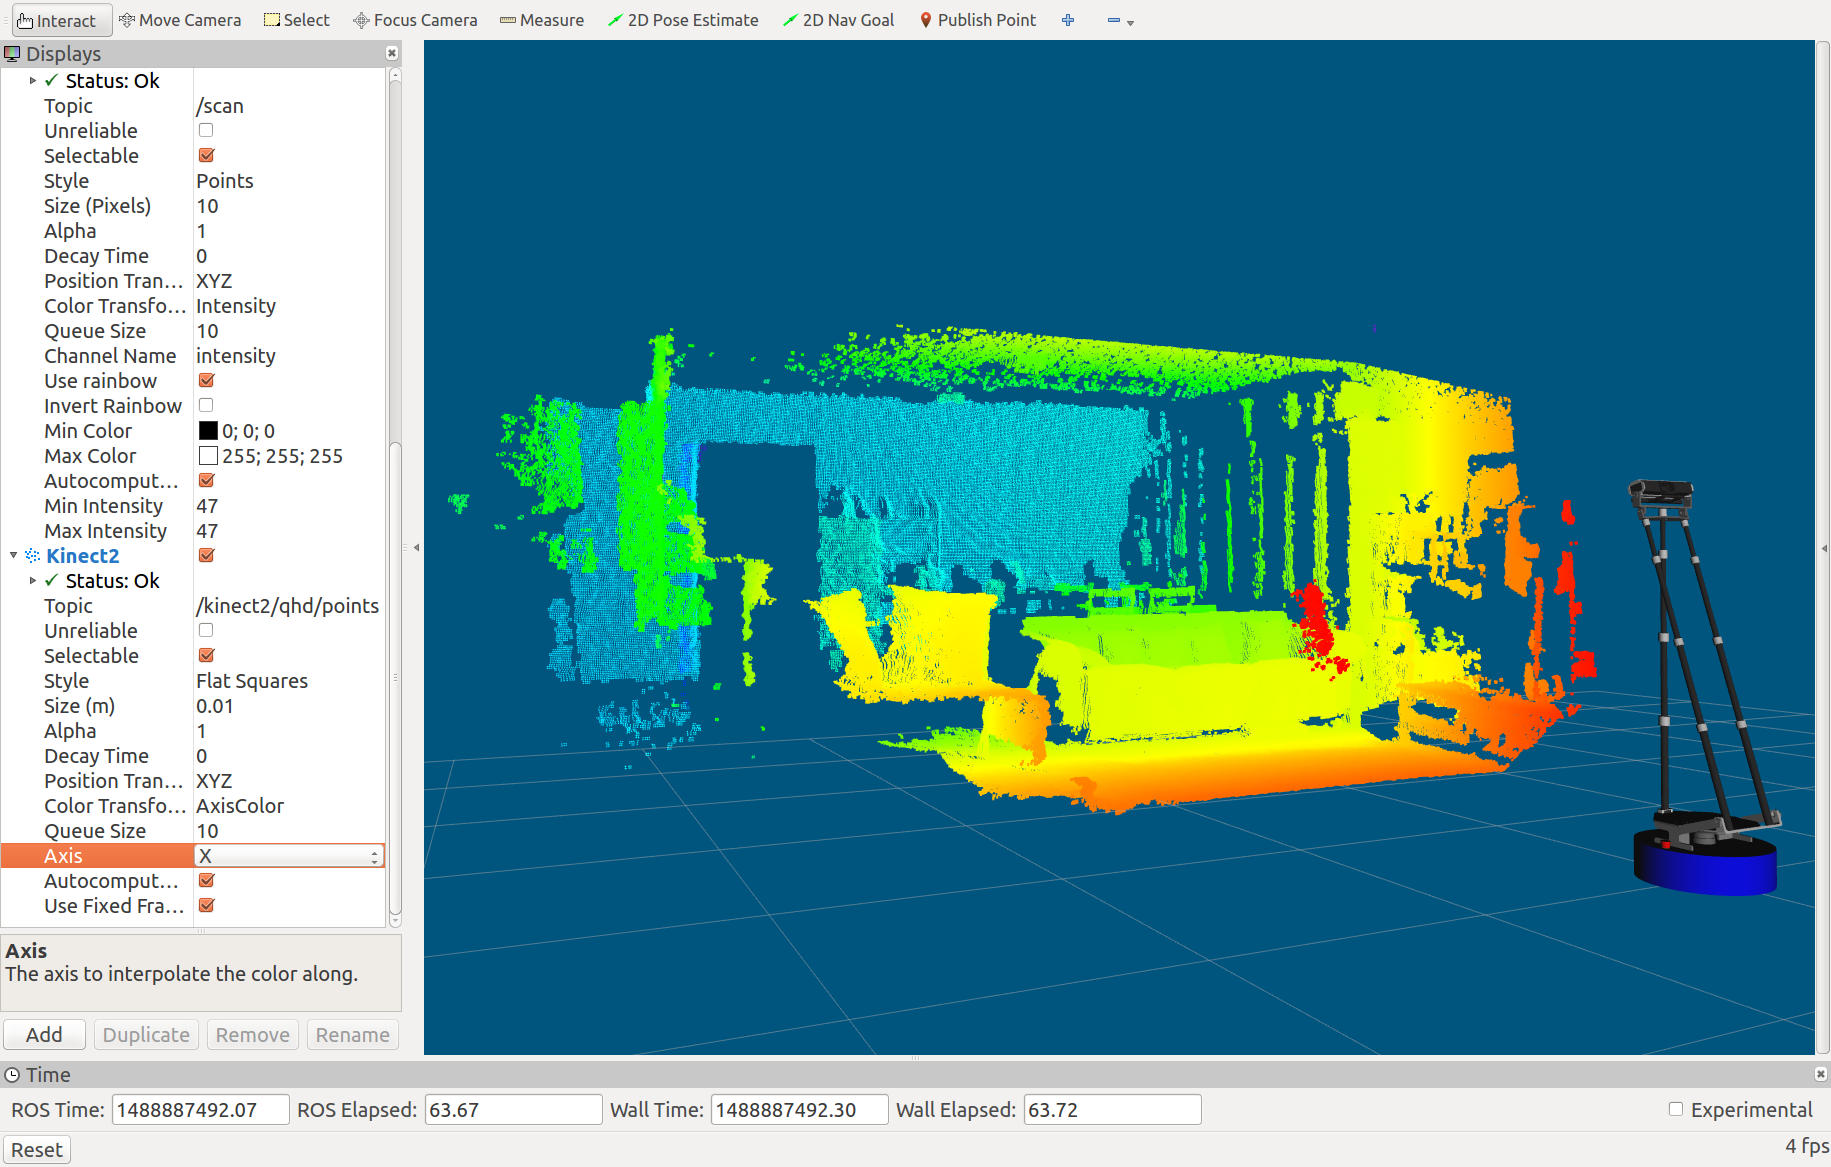 Interact Move Camera Select Focus Camera Measure 2D Pose Estimate 2D Nav Goal Publish Point
Displays
Status: Ok
Topic /scan
Unreliable
Selectable
Style Points
Size (Pixels) 10
Alpha 1
Decay Time 0
Position Tran... XYZ
Color Transfo... Intensity
Queue Size 10
Channel Name intensity
Use rainbow
Invert Rainbow
Min Color 0; 0; 0
Max Color 255; 255; 255
Autocomput...
Min Intensity 47
Max Intensity 47
Kinect2
Status: Ok
Topic /kinect2/qhd/points
Unreliable
Selectable
Style Flat Squares
Size (m) 0.01
Alpha 1
Decay Time 0
Position Tran... XYZ
Color Transfo... AxisColor
Queue Size 10
Axis X
Autocomput...
Use Fixed Fra...
Axis
The axis to interpolate the color along.
Add Duplicate Remove Rename
Time
ROS Time: 1488887492.07 ROS Elapsed: 63.67 Wall Time: 1488887492.30 Wall Elapsed: 63.72 Experimental
Reset 4 fps